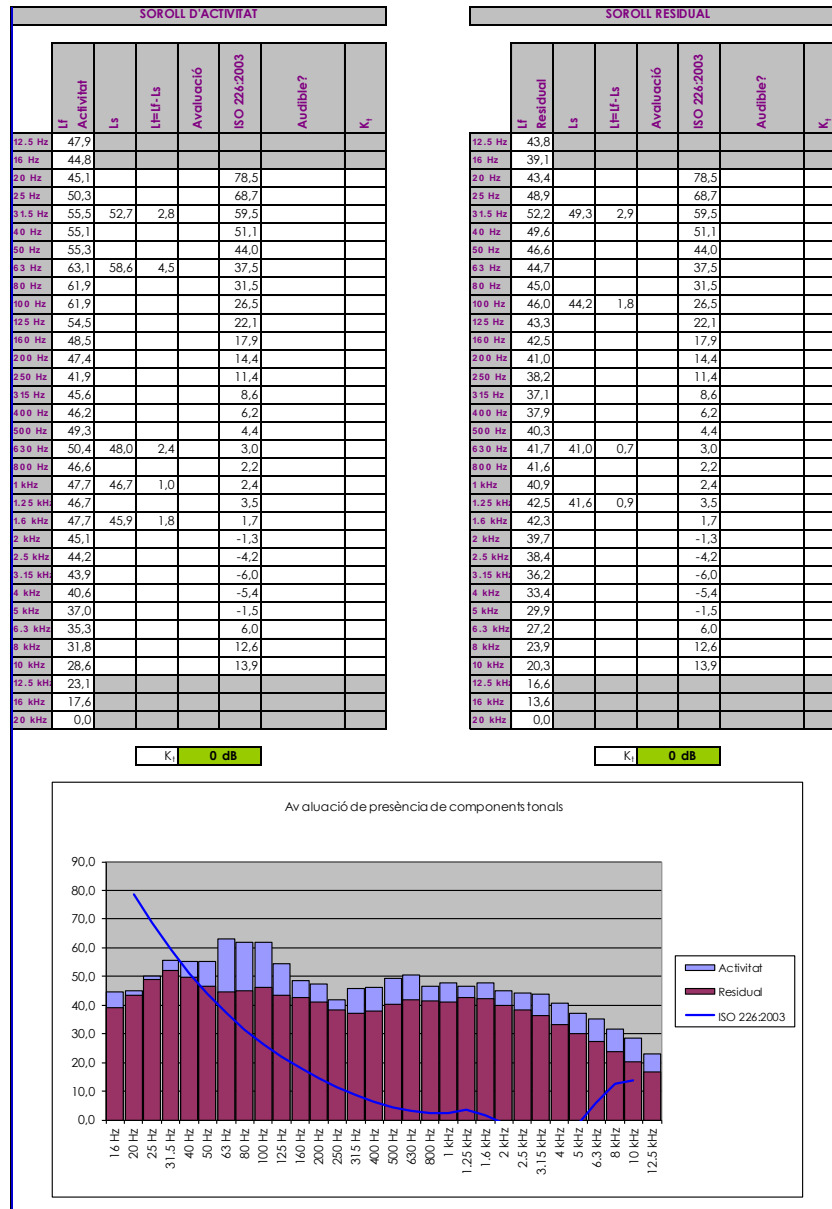 SOROLL D'ACTIVITAT
Lf Activitat Ls Lt=Lf-Ls Avaluació ISO 226:2003 Audible? Kt
12.5 Hz 47,9
16 Hz 44,8
20 Hz 45,1 78,5
25 Hz 50,3 68,7
31.5 Hz 55,5 52,7 2,8 59,5
40 Hz 55,1 51,1
50 Hz 55,3 44,0
63 Hz 63,1 58,6 4,5 37,5
80 Hz 61,9 31,5
100 Hz 61,9 26,5
125 Hz 54,5 22,1
160 Hz 48,5 17,9
200 Hz 47,4 14,4
250 Hz 41,9 11,4
315 Hz 45,6 8,6
400 Hz 46,2 6,2
500 Hz 49,3 4,4
630 Hz 50,4 48,0 2,4 3,0
800 Hz 46,6 2,2
1 kHz 47,7 46,7 1,0 2,4
1.25 kHz 46,7 3,5
1.6 kHz 47,7 45,9 1,8 1,7
2 kHz 45,1 -1,3
2.5 kHz 44,2 -4,2
3.15 kHz 43,9 -6,0
4 kHz 40,6 -5,4
5 kHz 37,0 -1,5
6.3 kHz 35,3 6,0
8 kHz 31,8 12,6
10 kHz 28,6 13,9
12.5 kHz 23,1
16 kHz 17,6
20 kHz 0,0
Kt 0 dB
SOROLL RESIDUAL
Lf Residual Ls Lt=Lf-Ls Avaluació ISO 226:2003 Audible? Kt
12.5 Hz 43,8
16 Hz 39,1
20 Hz 43,4 78,5
25 Hz 48,9 68,7
31.5 Hz 52,2 49,3 2,9 59,5
40 Hz 49,6 51,1
50 Hz 46,6 44,0
63 Hz 44,7 37,5
80 Hz 45,0 31,5
100 Hz 46,0 44,2 1,8 26,5
125 Hz 43,3 22,1
160 Hz 42,5 17,9
200 Hz 41,0 14,4
250 Hz 38,2 11,4
315 Hz 37,1 8,6
400 Hz 37,9 6,2
500 Hz 40,3 4,4
630 Hz 41,7 41,0 0,7 3,0
800 Hz 41,6 2,2
1 kHz 40,9 2,4
1.25 kHz 42,5 41,6 0,9 3,5
1.6 kHz 42,3 1,7
2 kHz 39,7 -1,3
2.5 kHz 38,4 -4,2
3.15 kHz 36,2 -6,0
4 kHz 33,4 -5,4
5 kHz 29,9 -1,5
6.3 kHz 27,2 6,0
8 kHz 23,9 12,6
10 kHz 20,3 13,9
12.5 kHz 16,6
16 kHz 13,6
20 kHz 0,0
Kt 0 dB
Avaluació de presència de components tonals
90,0
80,0
70,0
60,0
50,0
40,0
30,0
20,0
10,0
0,0
16 Hz
20 Hz
25 Hz
31.5 Hz
40 Hz
50 Hz
63 Hz
80 Hz
100 Hz
125 Hz
160 Hz
200 Hz
250 Hz
315 Hz
400 Hz
500 Hz
630 Hz
800 Hz
1 kHz
1.25 kHz
1.6 kHz
2 kHz
2.5 kHz
3.15 kHz
4 kHz
5 kHz
6.3 kHz
8 kHz
10 kHz
12.5 kHz
Activitat
Residual
ISO 226:2003